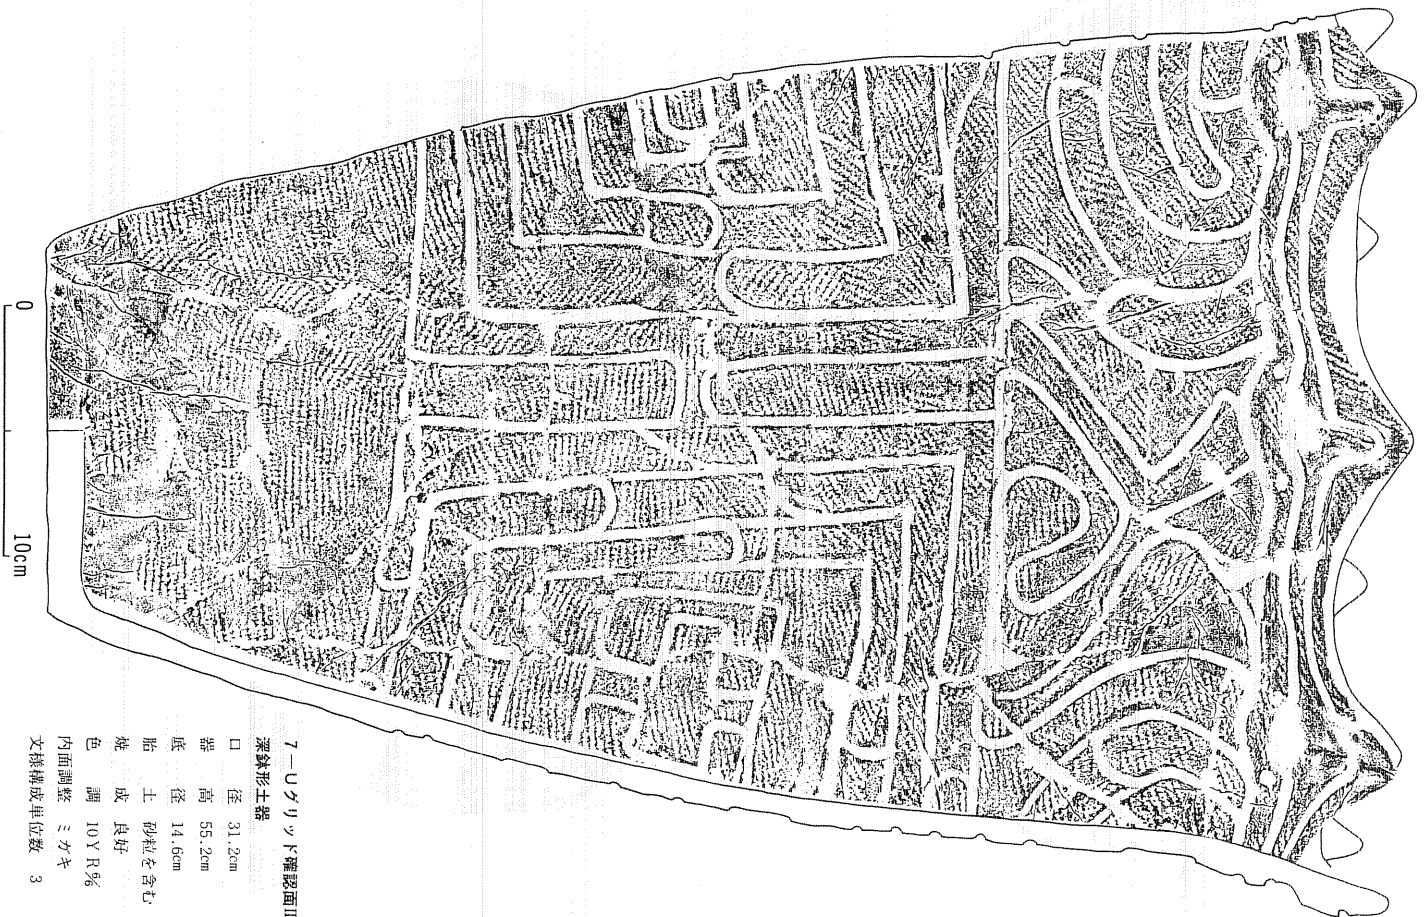 7－Uグリッド確認面II
深鉢形土器
口径 31.2cm
器高 55.2cm
底径 14.6cm
胎土 砂粒を含む
焼成 良好
色調 10YR6/6
内面調整 ミガキ
文様構成単位数 3
0 10cm